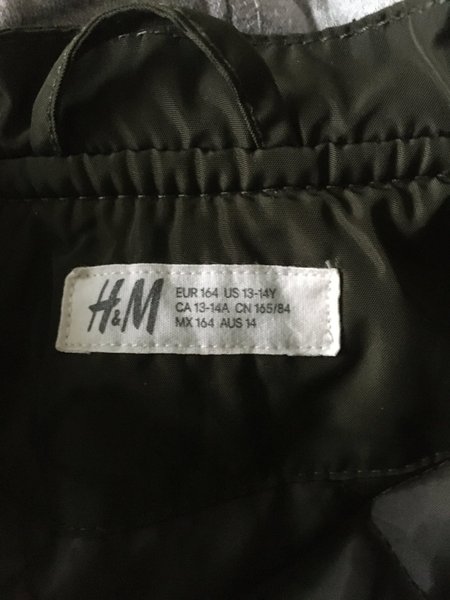 H&M
EUR 164 US 13-14Y
CA 13-14A CN 165/84
MX 164 AUS 14